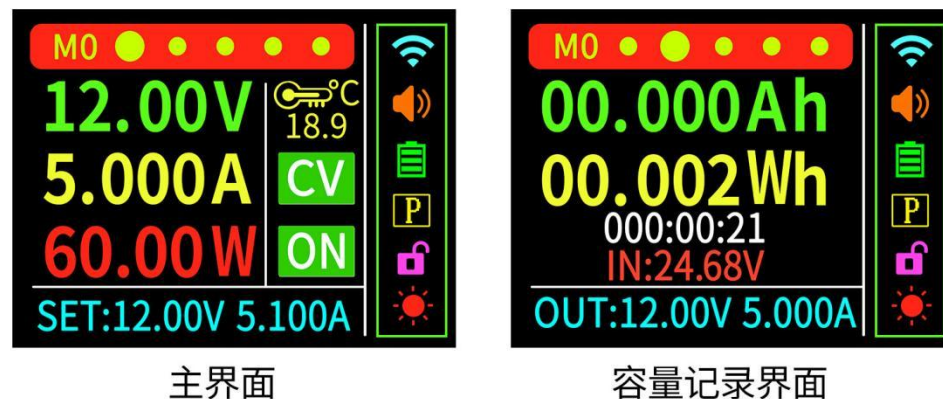 M0
12.00V
°C
18.9
5.000A
CV
60.00W
ON
SET:12.00V 5.100A
P
主界面
M0
00.000Ah
00.002Wh
000:00:21
IN:24.68V
OUT:12.00V 5.000A
P
容量记录界面